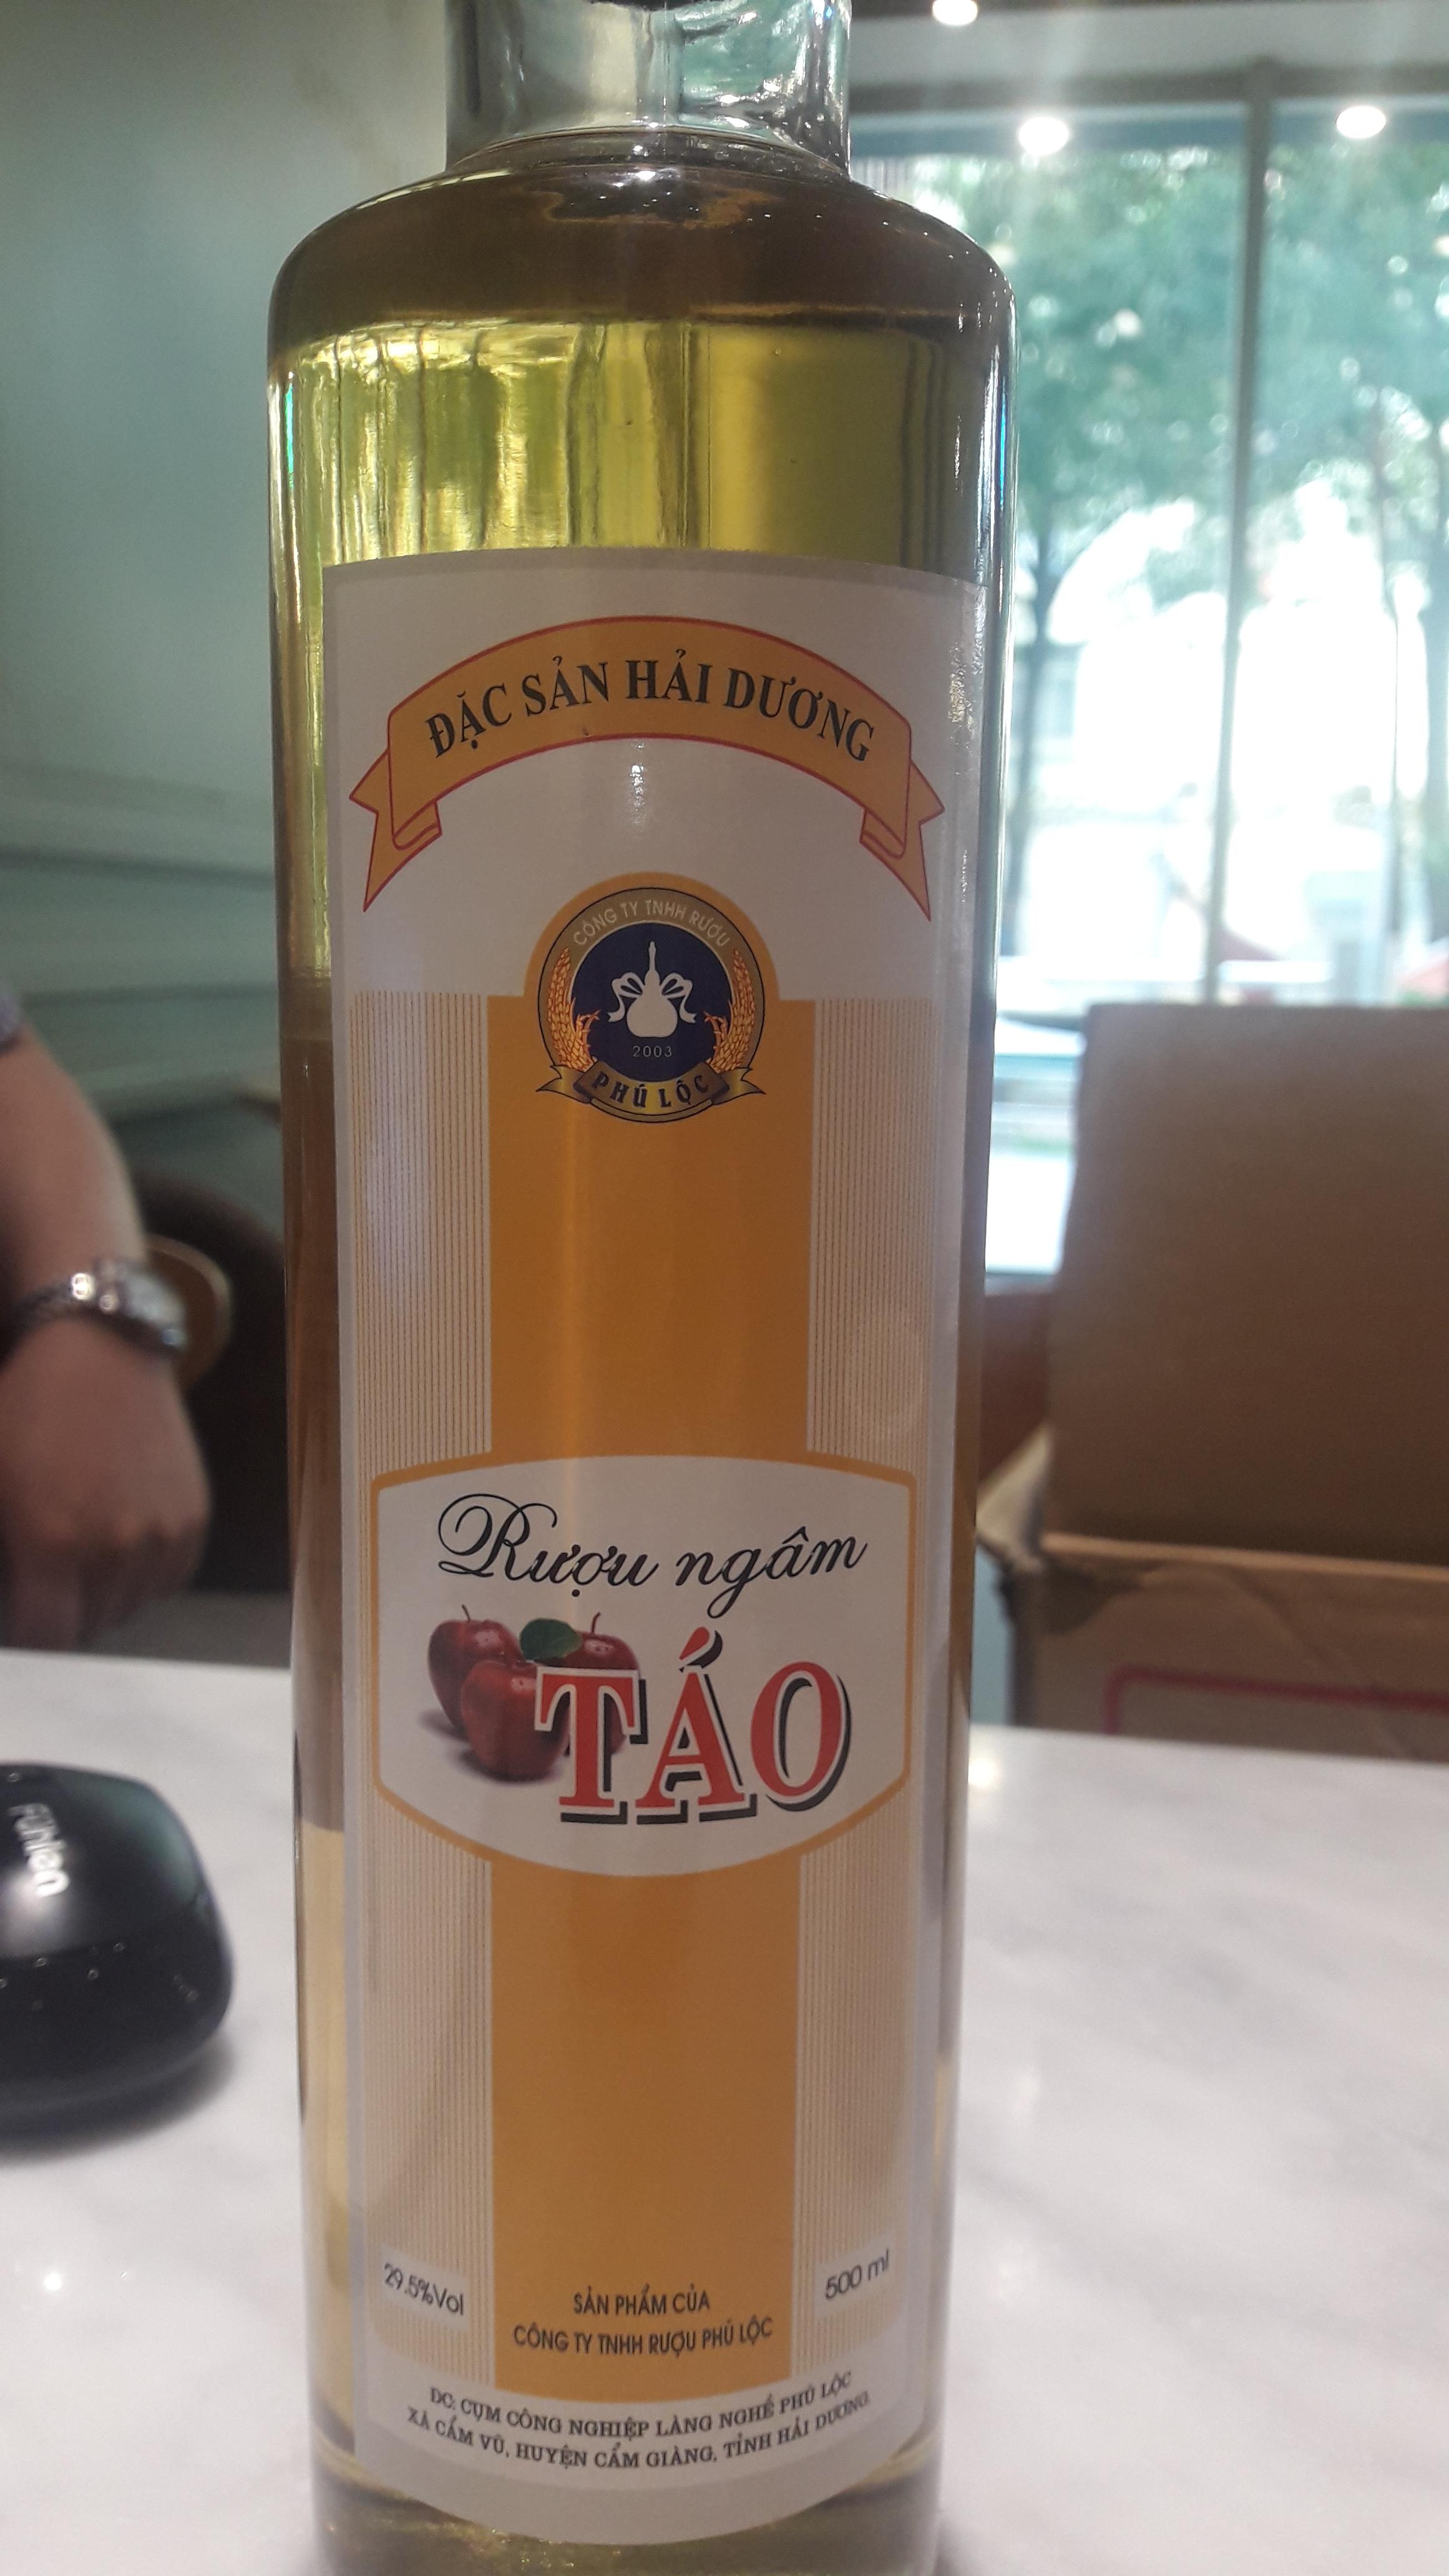 ĐẶC SẢN HẢI DƯƠNG
CÔNG TY TNHH RƯỢU
2003
PHÚ LỘC
Rượu ngâm
TÁO
29.5%Vol
500 ml
SẢN PHẨM CỦA
CÔNG TY TNHH RƯỢU PHÚ LỘC
ĐC: CỤM CÔNG NGHIỆP LÀNG NGHỀ PHÚ LỘC
XÃ CẨM VŨ, HUYỆN CẨM GIÀNG, TỈNH HẢI DƯƠNG.
Fühlen